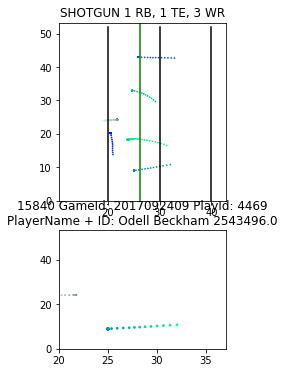 SHOTGUN 1 RB, 1 TE, 3 WR
50
40
30
20
10
0
20 30 40
15840 GameId: 2017092409 PlayId: 4469
PlayerName + ID: Odell Beckham 2543496.0
40
20
0
20 25 30 35